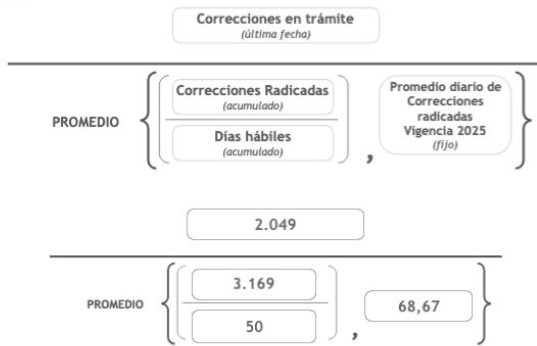 Correcciones en trámite
(última fecha)
PROMEDIO
Correcciones Radicadas
(acumulado)
Días hábiles
(acumulado)
,
Promedio diario de
Correcciones
radicadas
Vigencia 2025
(fijo)
2.049
PROMEDIO
3.169
50
,
68,67